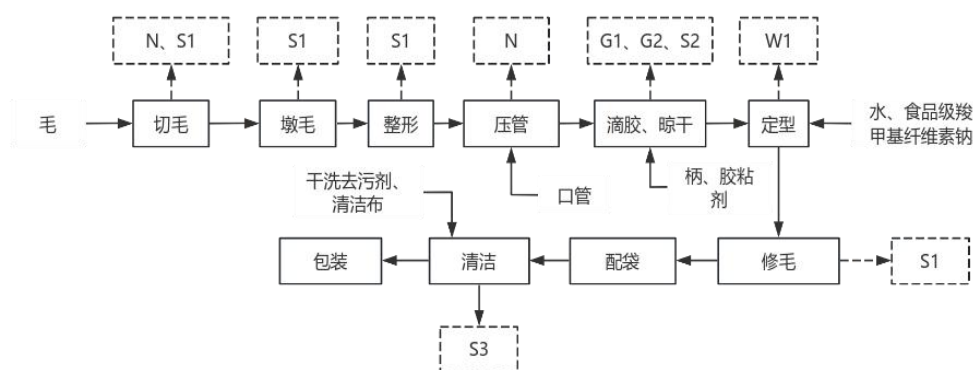 N、S1
S1
S1
N
G1、G2、S2
W1
毛
切毛
墩毛
整形
压管
滴胶、晾干
定型
水、食品级羧
甲基纤维素钠
干洗去污剂、
清洁布
口管
柄、胶粘
剂
包装
清洁
配袋
修毛
S1
S3